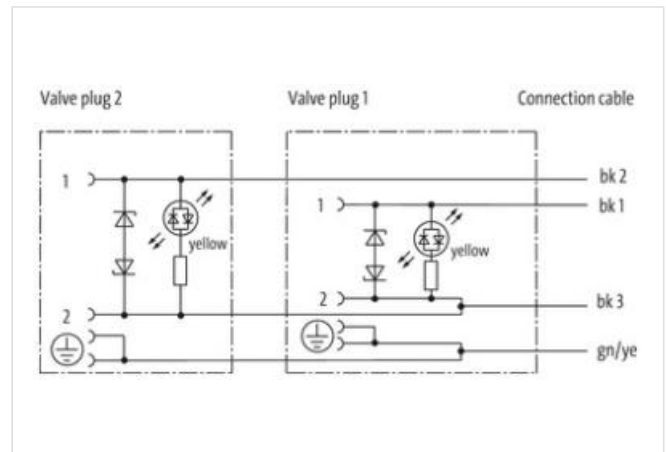 Valve plug 2
Valve plug 1
Connection cable
1
bk 2
1
bk 1
yellow
yellow
2
2
bk 3
gn/ye